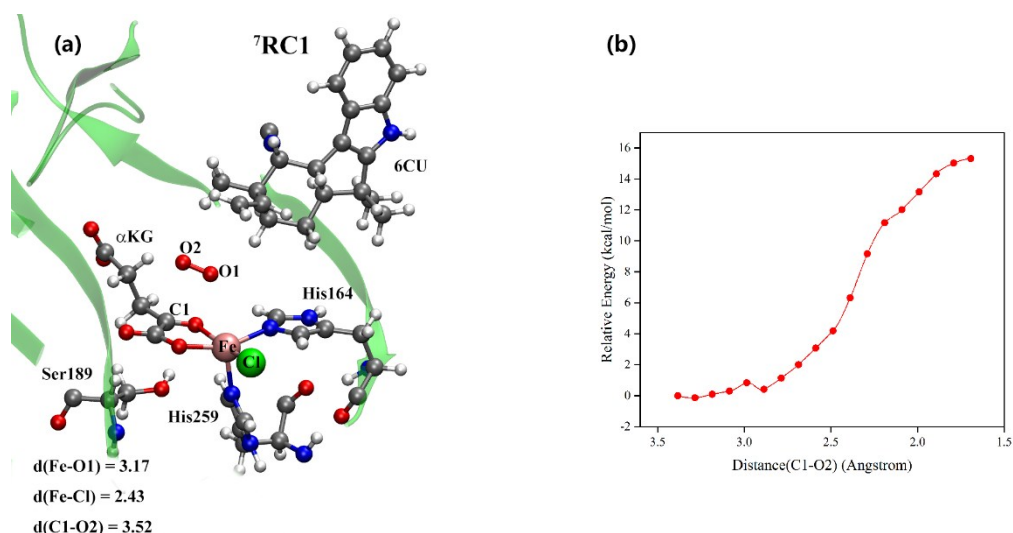 (a)
⁷RC1
6CU
αKG
O2
O1
His164
C1
Fe
Cl
Ser189
His259
d(Fe-O1) = 3.17
d(Fe-Cl) = 2.43
d(C1-O2) = 3.52
(b)
Relative Energy (kcal/mol)
16
14
12
10
8
6
4
2
0
-2
3.5 3.0 2.5 2.0 1.5
Distance(C1-O2) (Angstrom)